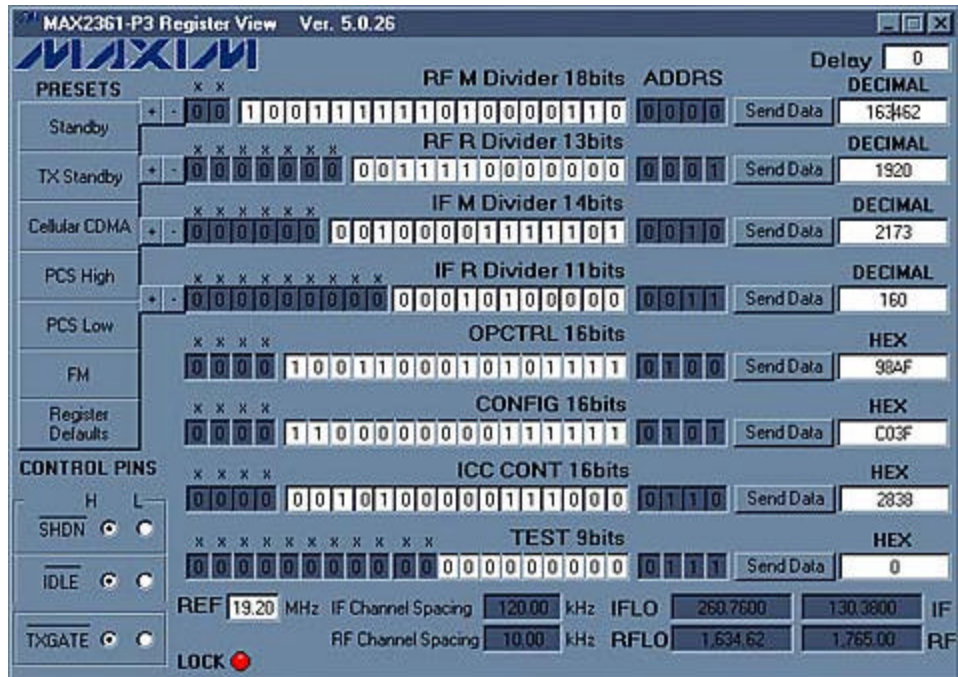 MAX2361-P3 Register View Ver. 5.0.26
MAXIM
Delay 0
PRESETS
Standby
TX Standby
Cellular CDMA
PCS High
PCS Low
FM
Register
Defaults
x x RF M Divider 18bits ADDRS DECIMAL
+ - 0 0 1 0 0 1 1 1 1 1 1 0 1 0 0 0 0 1 1 0 0 0 0 0 Send Data 163462
x x x x x x x RF R Divider 13bits DECIMAL
+ - 0 0 0 0 0 0 0 0 0 1 1 1 1 0 0 0 0 0 0 0 0 0 0 1 Send Data 1920
x x x x x x IF M Divider 14bits DECIMAL
+ - 0 0 0 0 0 0 0 0 1 0 0 0 0 1 1 1 1 1 0 1 0 0 1 0 Send Data 2173
x x x x x x x x x IF R Divider 11bits DECIMAL
+ - 0 0 0 0 0 0 0 0 0 0 0 0 1 0 1 0 0 0 0 0 0 0 1 1 Send Data 160
x x x x OPCTRL 16bits HEX
0 0 0 0 1 0 0 1 1 0 0 0 1 0 1 0 1 1 1 1 0 1 0 0 Send Data 98AF
x x x x CONFIG 16bits HEX
0 0 0 0 1 1 0 0 0 0 0 0 0 0 1 1 1 1 1 1 0 1 0 1 Send Data C03F
x x x x ICC CONT 16bits HEX
0 0 0 0 0 0 1 0 1 0 0 0 0 0 1 1 1 0 0 0 0 1 1 0 Send Data 2838
x x x x x x x x x x x TEST 9bits HEX
0 0 0 0 0 0 0 0 0 0 0 0 0 0 0 0 0 0 0 0 0 1 1 1 Send Data 0
CONTROL PINS
H L
SHDN
IDLE
TXGATE
REF 19.20 MHz IF Channel Spacing 120.00 kHz IFLO 260.7600 130.3800 IF
RF Channel Spacing 10.00 kHz RFLO 1,634.62 1,765.00 RF
LOCK